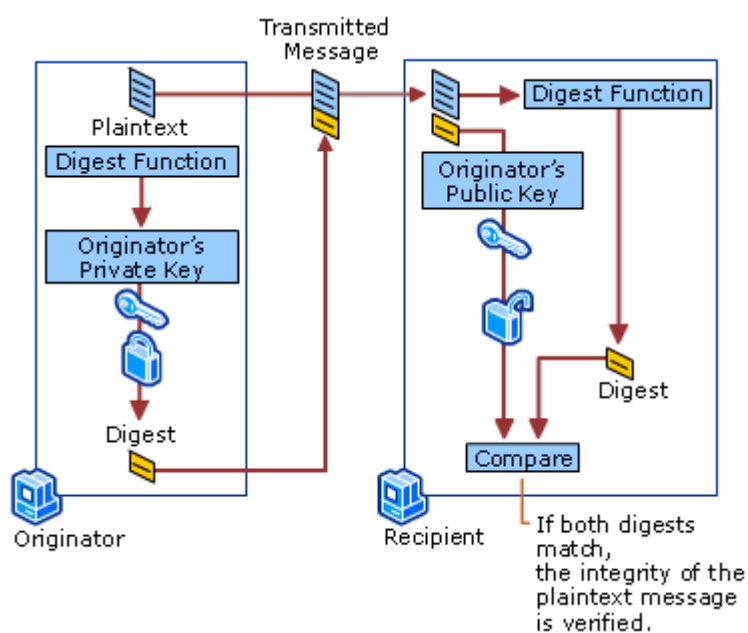 Transmitted
Message
Plaintext
Digest Function
Originator's
Private Key
Digest
Originator
Digest Function
Originator's
Public Key
Digest
Compare
Recipient
If both digests
match,
the integrity of the
plaintext message
is verified.